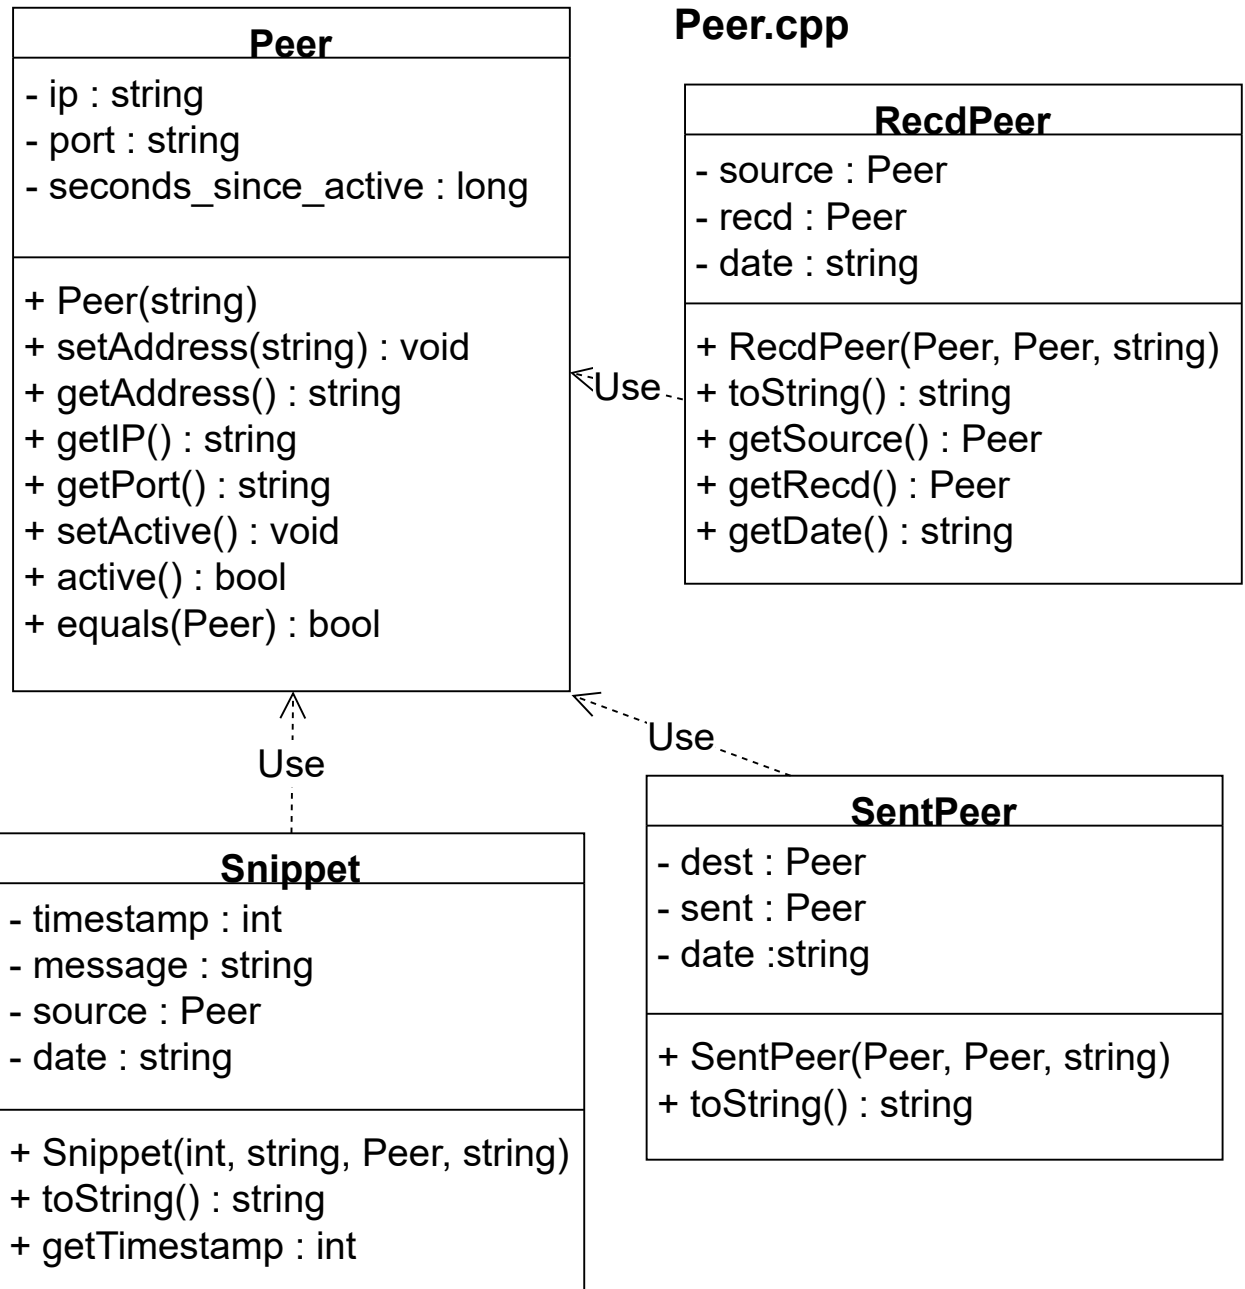 Peer.cpp
Peer
- ip : string
- port : string
- seconds_since_active : long
+ Peer(string)
+ setAddress(string) : void
+ getAddress() : string
+ getIP() : string
+ getPort() : string
+ setActive() : void
+ active() : bool
+ equals(Peer) : bool
RecdPeer
- source : Peer
- recd : Peer
- date : string
+ RecdPeer(Peer, Peer, string)
+ toString() : string
+ getSource() : Peer
+ getRecd() : Peer
+ getDate() : string
Use
Use
Use
Snippet
- timestamp : int
- message : string
- source : Peer
- date : string
+ Snippet(int, string, Peer, string)
+ toString() : string
+ getTimestamp : int
SentPeer
- dest : Peer
- sent : Peer
- date :string
+ SentPeer(Peer, Peer, string)
+ toString() : string